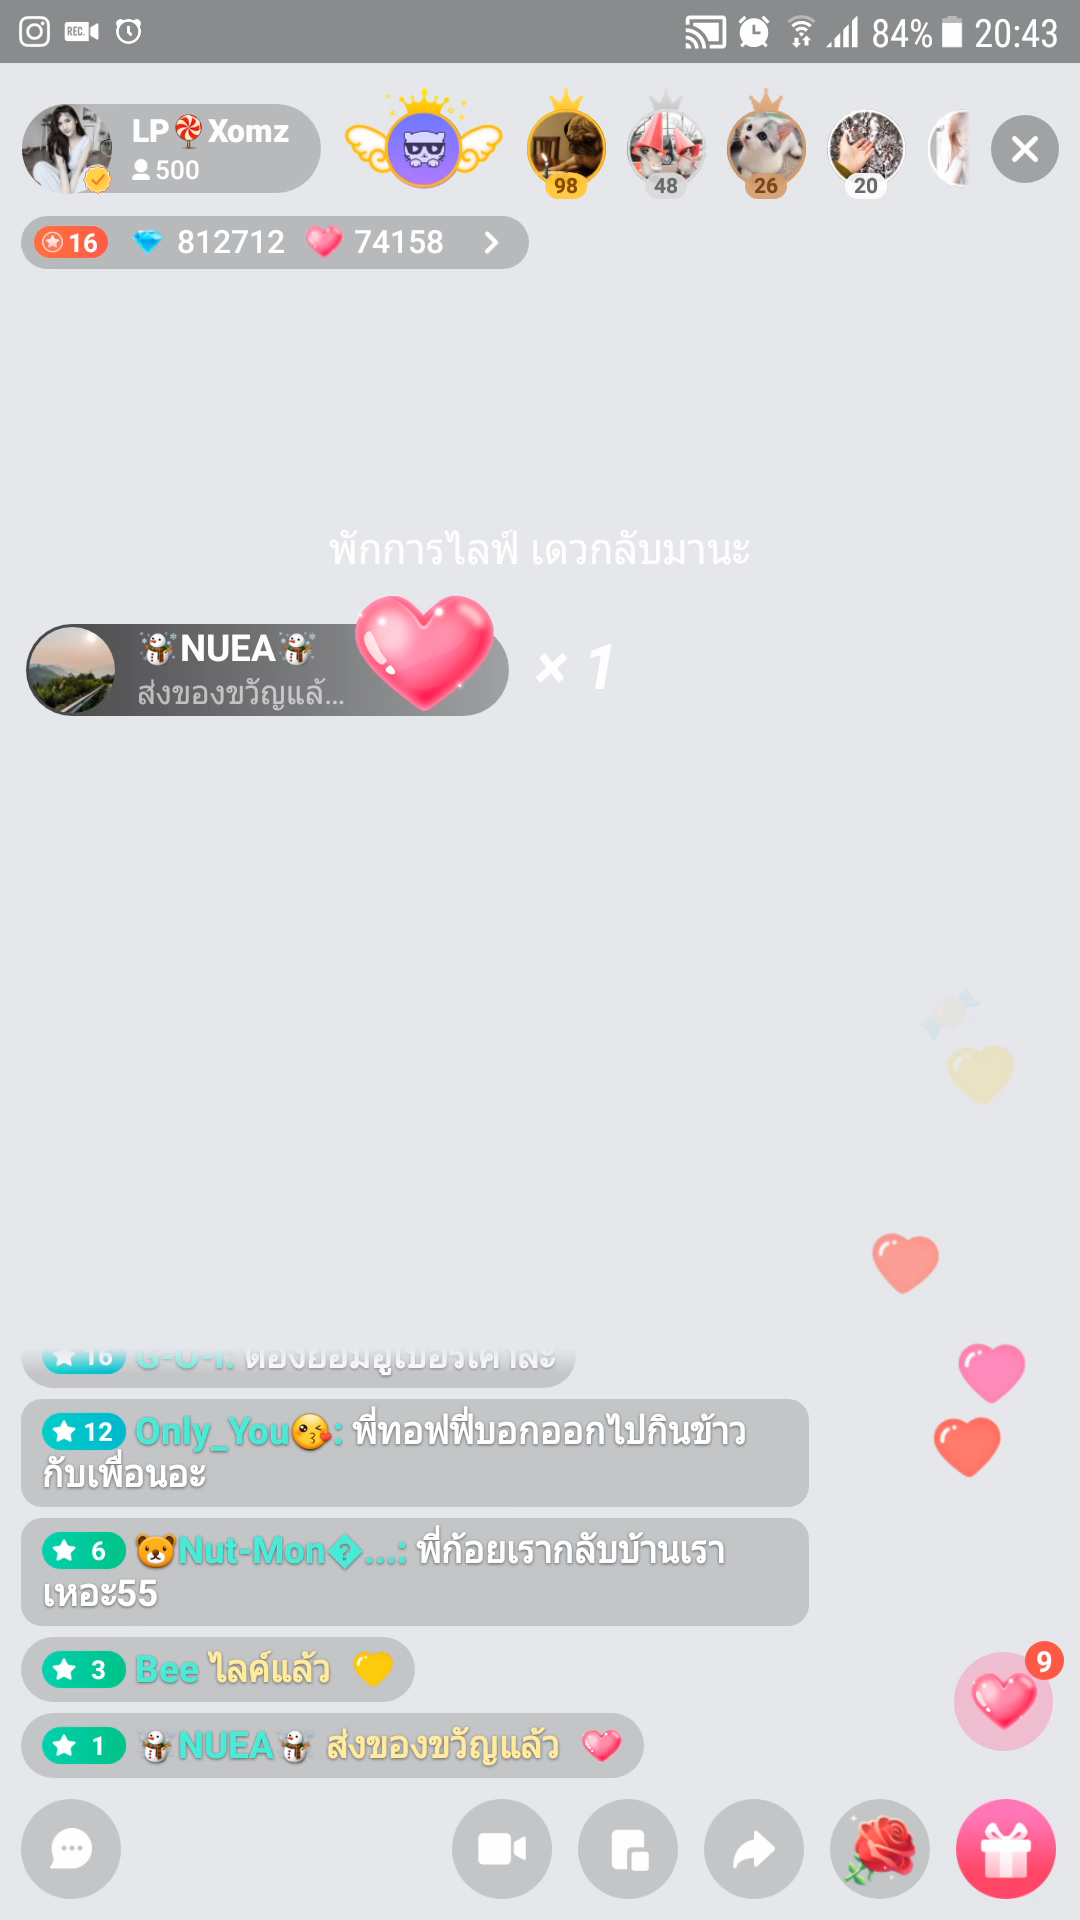 REC
84% 20:43
LP🍭Xomz
500
98
48
26
20
16 812712 74158
พักการไลฟ์ เดวกลับมานะ
⛄NUEA⛄
ส่งของขวัญแล้...
× 1
16 G-O-I:
12 Only_You😘: พี่ทอฟฟี่บอกออกไปกินข้าว
กับเพื่อนอะ
6 🐻Nut-Mon�...: พี่ก้อยเรากลับบ้านเรา
เหอะ55
3 Bee ไลค์แล้ว
9
1 ⛄NUEA⛄ ส่งของขวัญแล้ว